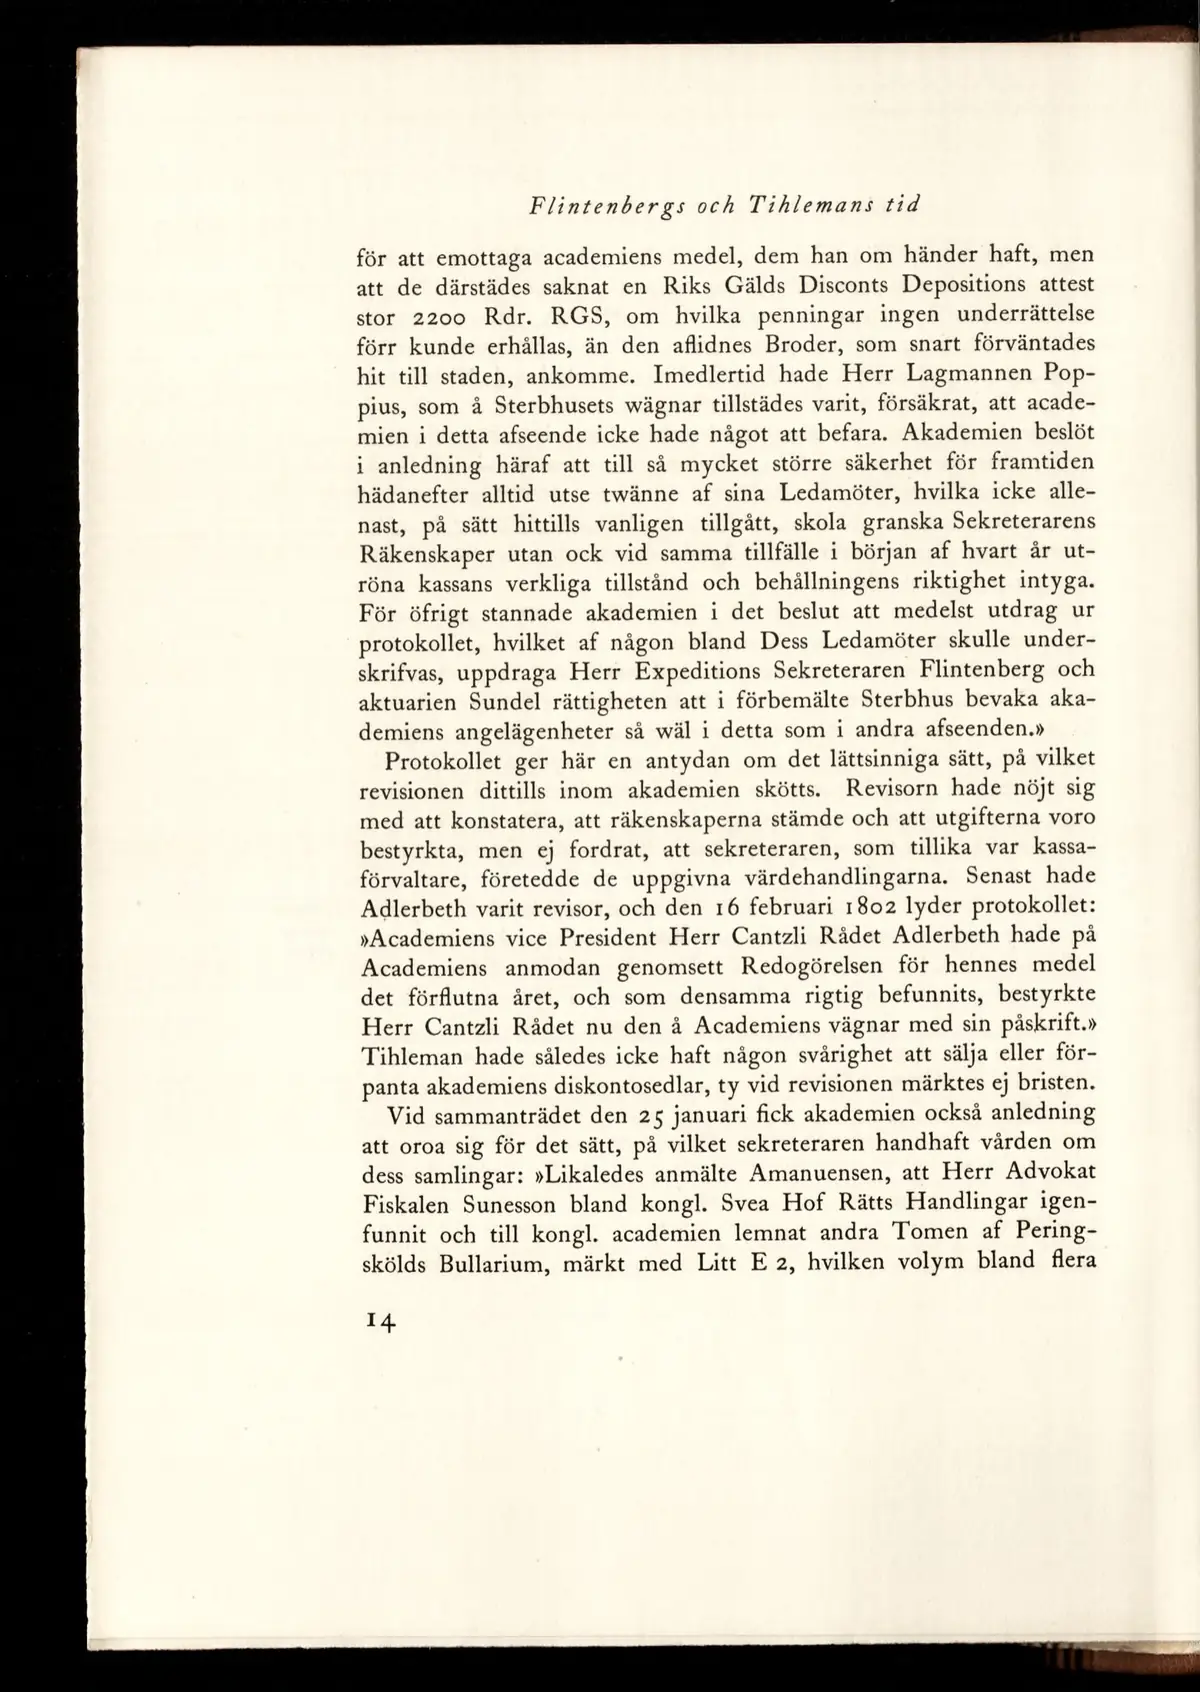 Flintenbergs och Tihlemans tid
för att emottaga academiens medel, dem han om händer haft, men
att de därstädes saknat en Riks Gälds Disconts Depositions attest
stor 2200 Rdr. RGS, om hvilka penningar ingen underrättelse
förr kunde erhållas, än den aflidnes Broder, som snart förväntades
hit till staden, ankomme. Imedlertid hade Herr Lagmannen Pop-
pius, som å Sterbhusets wägnar tillstädes varit, försäkrat, att acade-
mien i detta afseende icke hade något att befara. Akademien beslöt
i anledning häraf att till så mycket större säkerhet för framtiden
hädanefter alltid utse twänne af sina Ledamöter, hvilka icke alle-
nast, på sätt hittills vanligen tillgått, skola granska Sekreterarens
Räkenskaper utan ock vid samma tillfälle i början af hvart år ut-
röna kassans verkliga tillstånd och behållningens riktighet intyga.
För öfrigt stannade akademien i det beslut att medelst utdrag ur
protokollet, hvilket af någon bland Dess Ledamöter skulle under-
skrifvas, uppdraga Herr Expeditions Sekreteraren Flintenberg och
aktuarien Sundel rättigheten att i förbemälte Sterbhus bevaka aka-
demiens angelägenheter så wäl i detta som i andra afseenden.»
Protokollet ger här en antydan om det lättsinniga sätt, på vilket
revisionen dittills inom akademien skötts. Revisorn hade nöjt sig
med att konstatera, att räkenskaperna stämde och att utgifterna voro
bestyrkta, men ej fordrat, att sekreteraren, som tillika var kassa-
förvaltare, företedde de uppgivna värdehandlingarna. Senast hade
Adlerbeth varit revisor, och den 16 februari 1802 lyder protokollet:
»Academiens vice President Herr Cantzli Rådet Adlerbeth hade på
Academiens anmodan genomsett Redogörelsen för hennes medel
det förflutna året, och som densamma rigtig befunnits, bestyrkte
Herr Cantzli Rådet nu den å Academiens vägnar med sin påskrift.»
Tihleman hade således icke haft någon svårighet att sälja eller för-
panta akademiens diskontosedlar, ty vid revisionen märktes ej bristen.
Vid sammanträdet den 25 januari fick akademien också anledning
att oroa sig för det sätt, på vilket sekreteraren handhaft vården om
dess samlingar: »Likaledes anmälte Amanuensen, att Herr Advokat
Fiskalen Sunesson bland kongl. Svea Hof Rätts Handlingar igen-
funnit och till kongl. academien lemnat andra Tomen af Pering-
skölds Bullarium, märkt med Litt E 2, hvilken volym bland flera
14